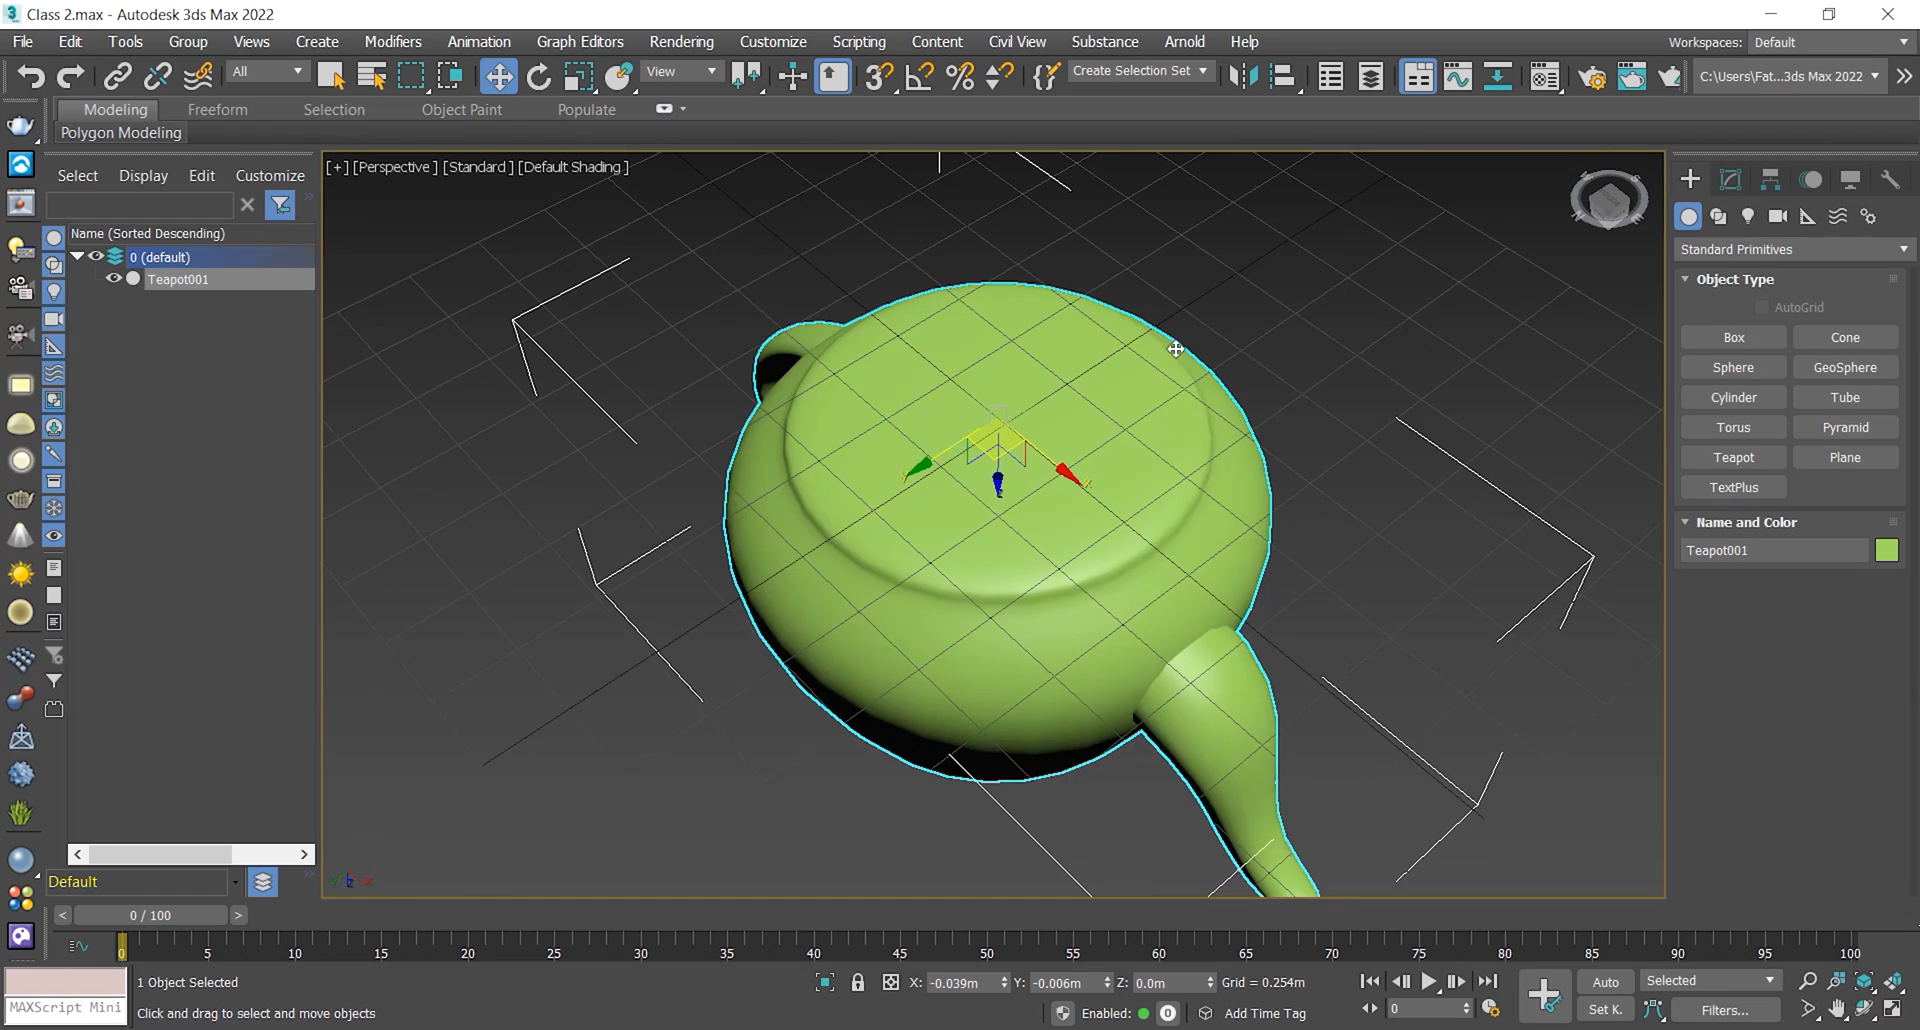 Class 2.max - Autodesk 3ds Max 2022
File Edit Tools Group Views Create Modifiers Animation Graph Editors Rendering Customize Scripting Content Civil View Substance Arnold Help Workspaces: Default
All View Create Selection Set C:\Users\Fat...3ds Max 2022
Modeling Freeform Selection Object Paint Populate
Polygon Modeling
[+] [Perspective ] [Standard ] [Default Shading ]
Select Display Edit Customize
Name (Sorted Descending)
0 (default)
Teapot001
Standard Primitives
Object Type
AutoGrid
Box Cone
Sphere GeoSphere
Cylinder Tube
Torus Pyramid
Teapot Plane
TextPlus
Name and Color
Teapot001
Default
< 0 / 100 >
0 5 10 15 20 25 30 35 40 45 50 55 60 65 70 75 80 85 90 95 100
1 Object Selected X: -0.039m Y: -0.006m Z: 0.0m Grid = 0.254m Auto Selected
MAXScript Mini Click and drag to select and move objects Enabled: 0 Add Time Tag 0 Set K. Filters...